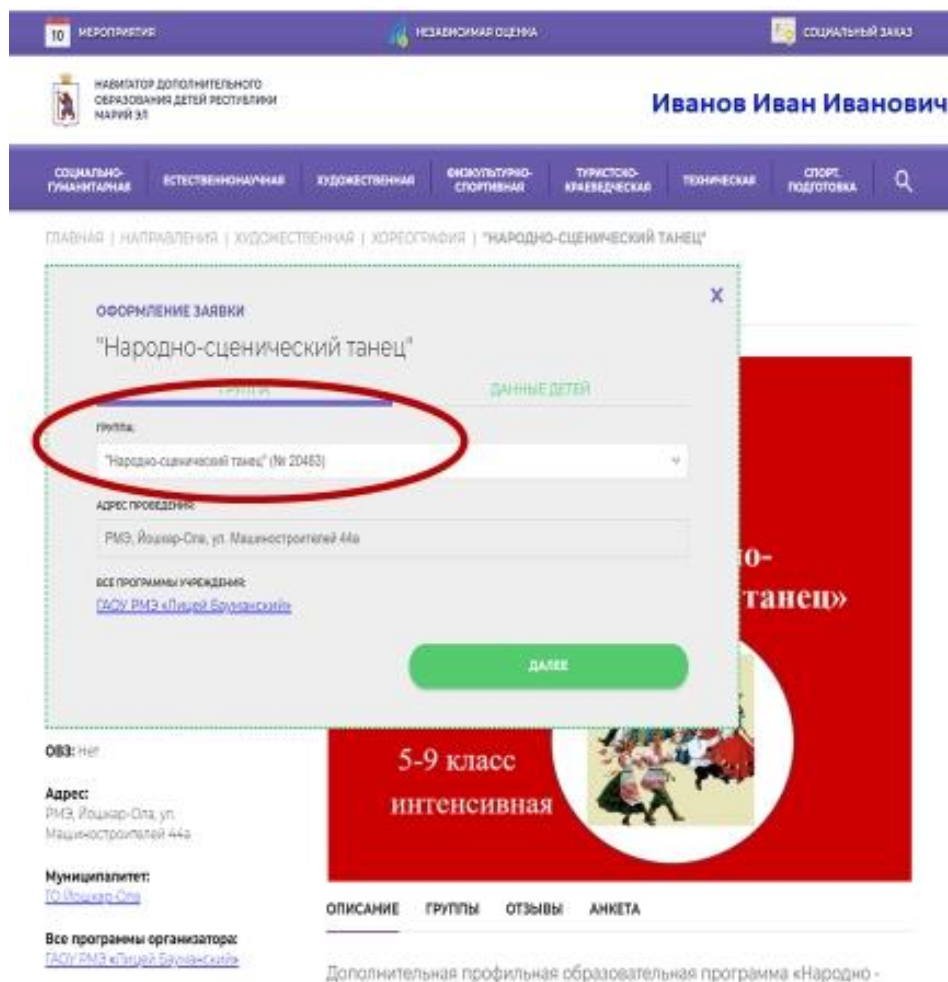 10 МЕРОПРИЯТИЯ
НЕЗАВИСИМАЯ ОЦЕНКА
СОЦИАЛЬНЫЙ ЗАКАЗ
НАВИГАТОР ДОПОЛНИТЕЛЬНОГО
ОБРАЗОВАНИЯ ДЕТЕЙ РЕСПУБЛИКИ
МАРИЙ ЭЛ
Иванов Иван Иванович
СОЦИАЛЬНО-
ГУМАНИТАРНАЯ
ЕСТЕСТВЕННОНАУЧНАЯ
ХУДОЖЕСТВЕННАЯ
ФИЗКУЛЬТУРНО-
СПОРТИВНАЯ
ТУРИСТСКО-
КРАЕВЕДЧЕСКАЯ
ТЕХНИЧЕСКАЯ
СПОРТ.
ПОДГОТОВКА
ГЛАВНАЯ | НАПРАВЛЕНИЯ | ХУДОЖЕСТВЕННАЯ | ХОРЕОГРАФИЯ | "НАРОДНО-СЦЕНИЧЕСКИЙ ТАНЕЦ"
X
ОФОРМЛЕНИЕ ЗАЯВКИ
"Народно-сценический танец"
ГРУППА
ДАННЫЕ ДЕТЕЙ
ГРУППА:
"Народно-сценический танец" (№ 20483)
АДРЕС ПРОВЕДЕНИЯ:
РМЭ, Йошкар-Ола, ул. Машиностроителей 44а
ВСЕ ПРОГРАММЫ УЧРЕЖДЕНИЯ:
ГАОУ РМЭ «Лицей Бауманский»
ДАЛЕЕ
о-
танец»
5-9 класс
интенсивная
ОВЗ: Нет
Адрес:
РМЭ, Йошкар-Ола, ул.
Машиностроителей 44а
Муниципалитет:
ГО Йошкар-Ола
Все программы организатора:
ГАОУ РМЭ «Лицей Бауманский»
ОПИСАНИЕ ГРУППЫ ОТЗЫВЫ АНКЕТА
Дополнительная профильная образовательная программа «Народно -